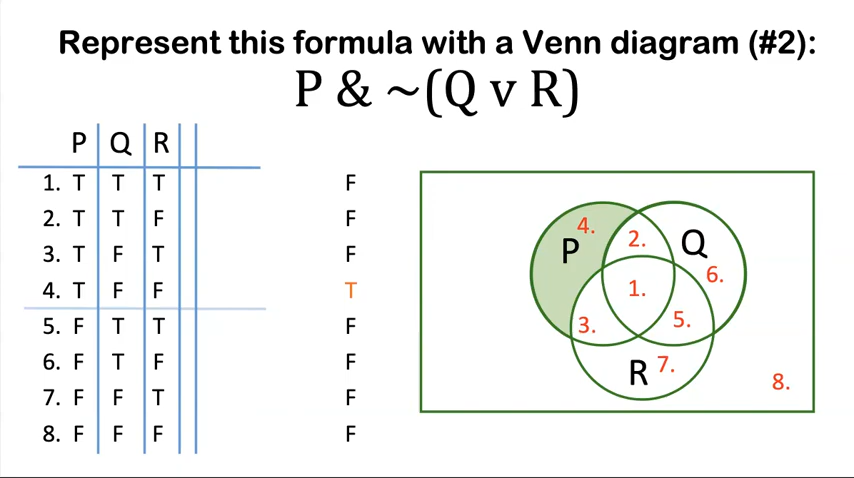 Represent this formula with a Venn diagram (#2):
P & ~(Q v R)
P Q R
1. T T T F
2. T T F F
3. T F T F
4. T F F T
5. F T T F
6. F T F F
7. F F T F
8. F F F F
4.
P
2.
Q
6.
1.
3.
5.
R
7.
8.